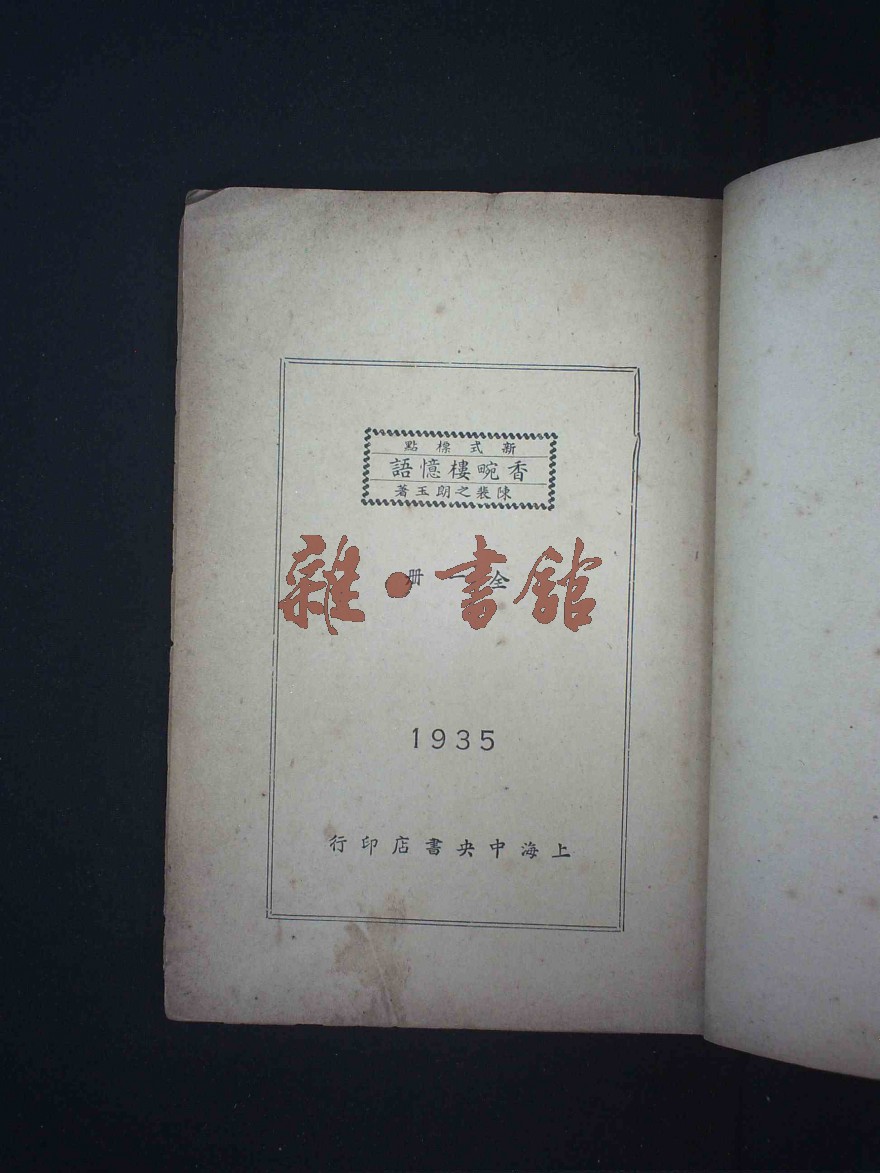 新式標點
香畹樓憶語
陳裴之朗玉著
全一冊
雜·書館
1935
上海中央書店印行